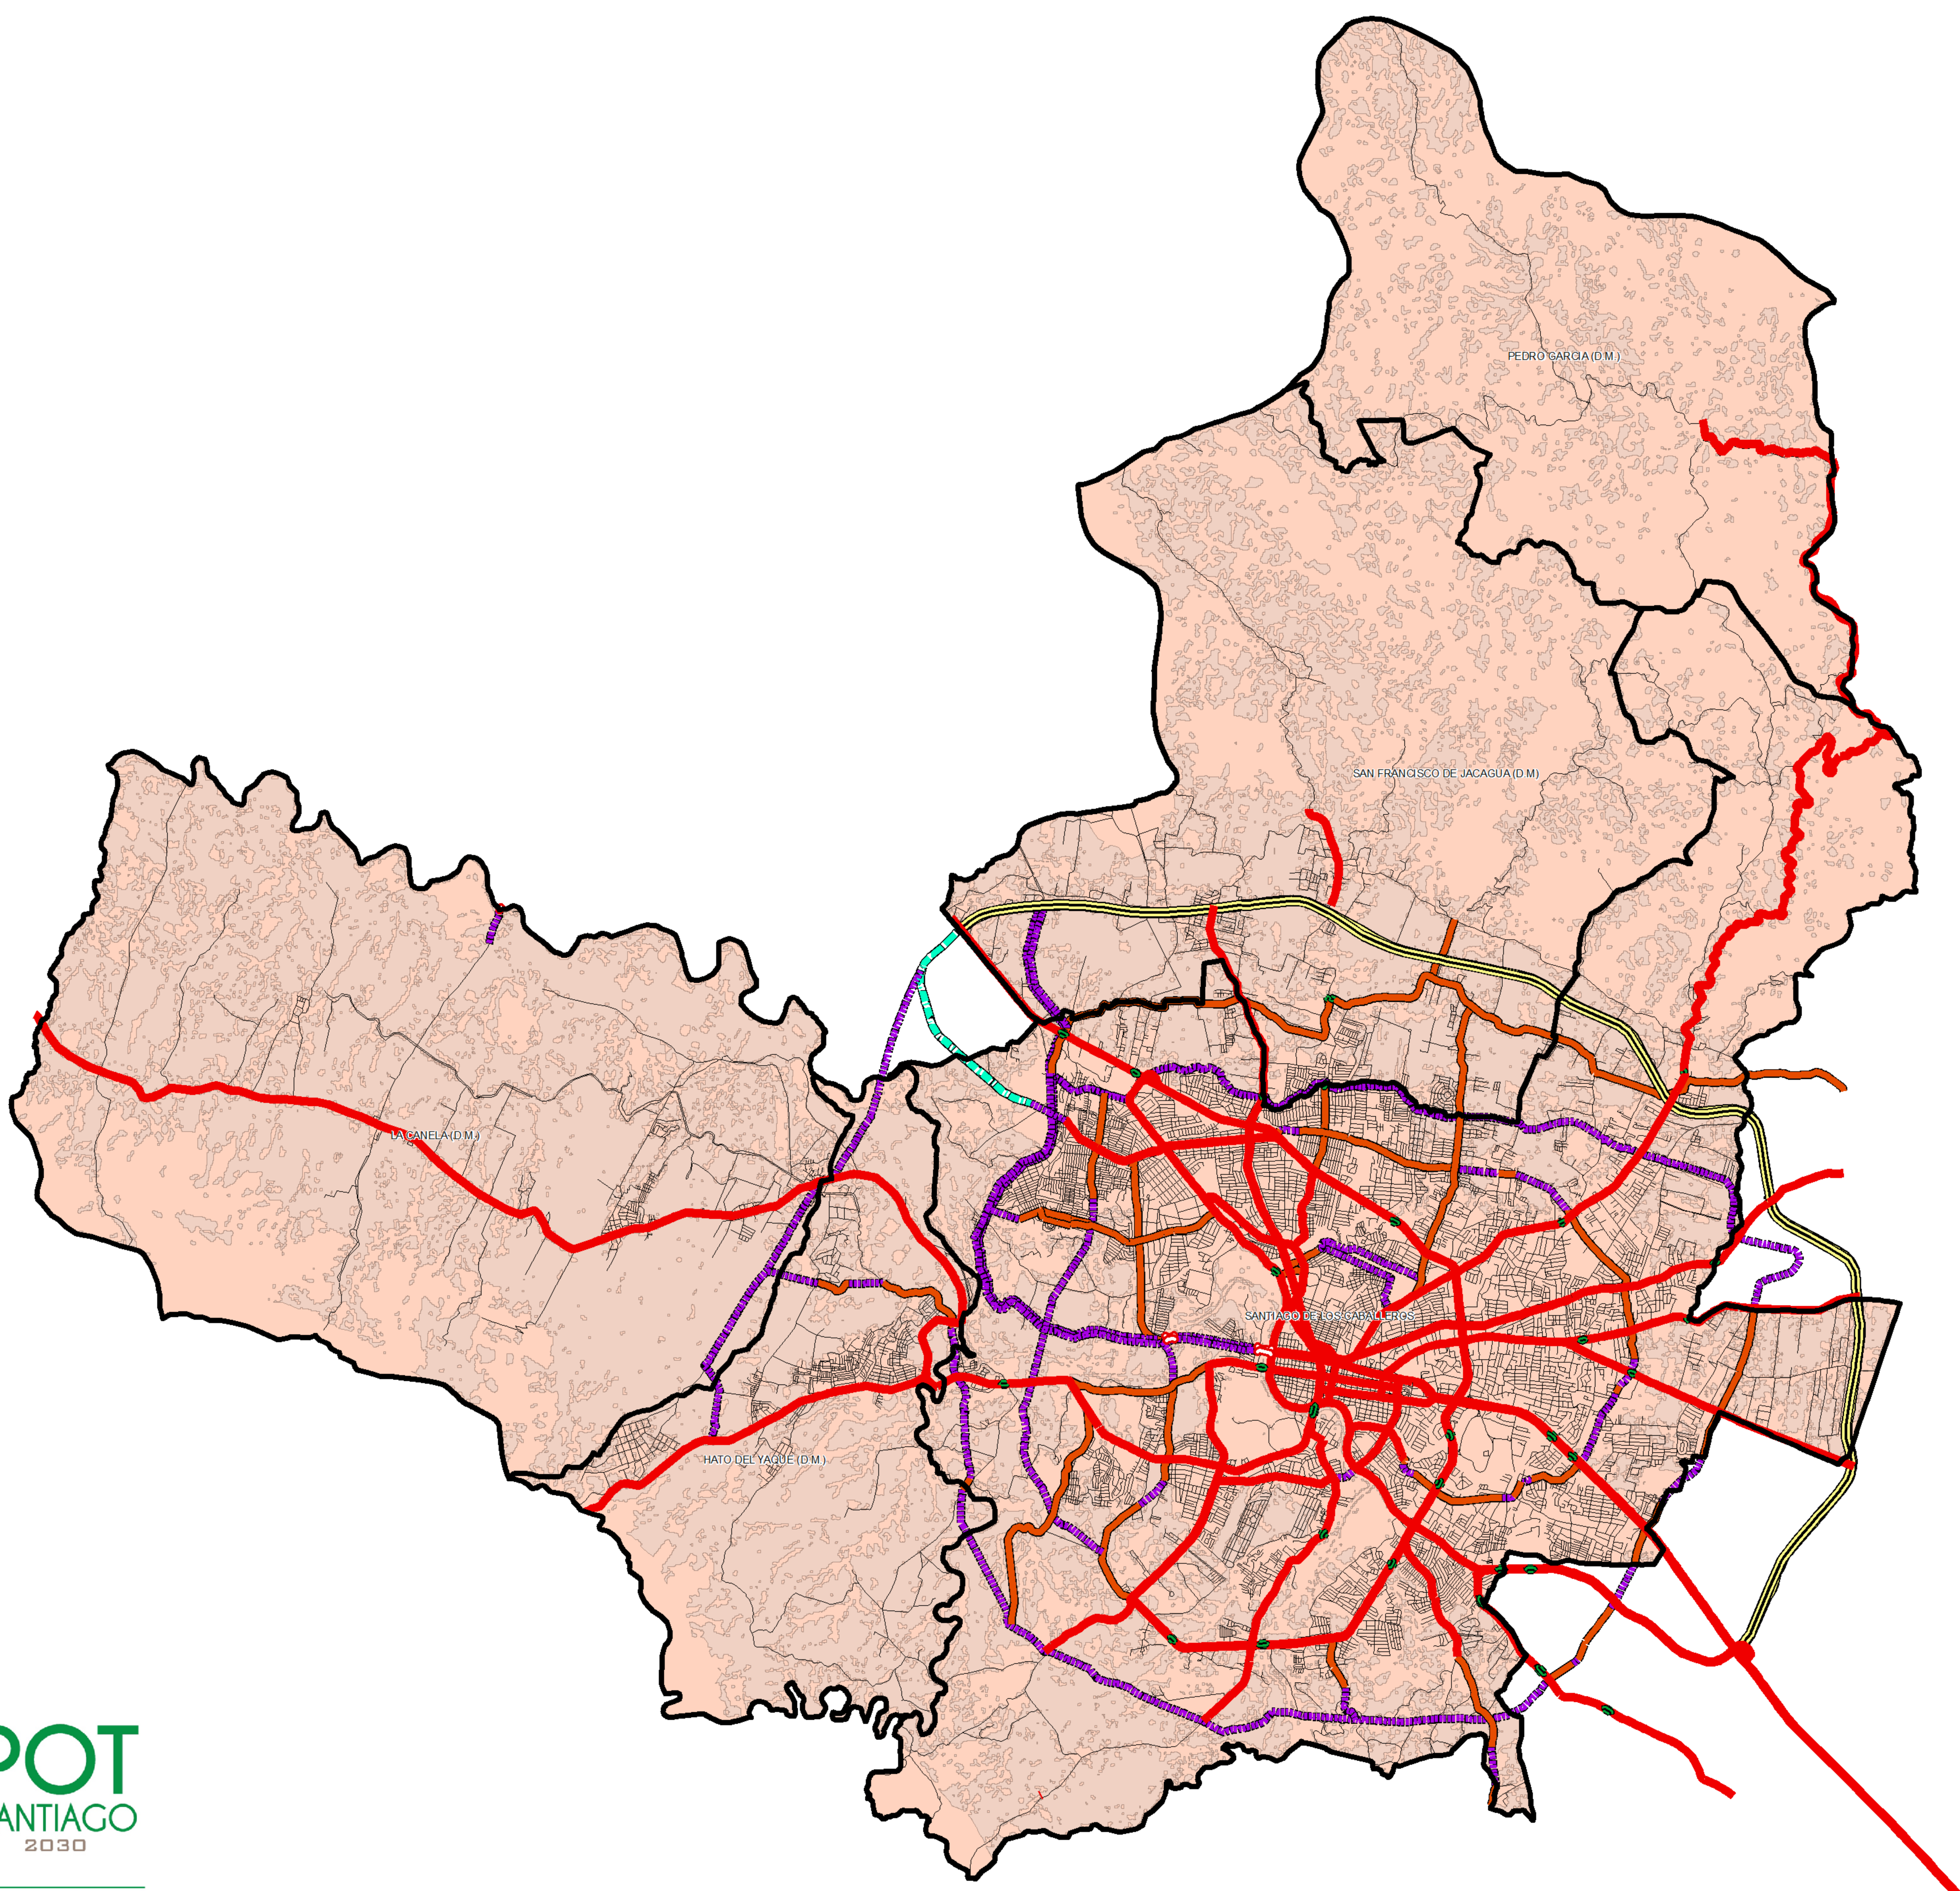 PEDRO GARCIA (D.M.)
SAN FRANCISCO DE JACAGUA (D.M)
LA CANELA (D.M.)
SANTIAGO DE LOS CABALLEROS
HATO DEL YAQUE (D.M.)
POT
ANTIAGO
2030